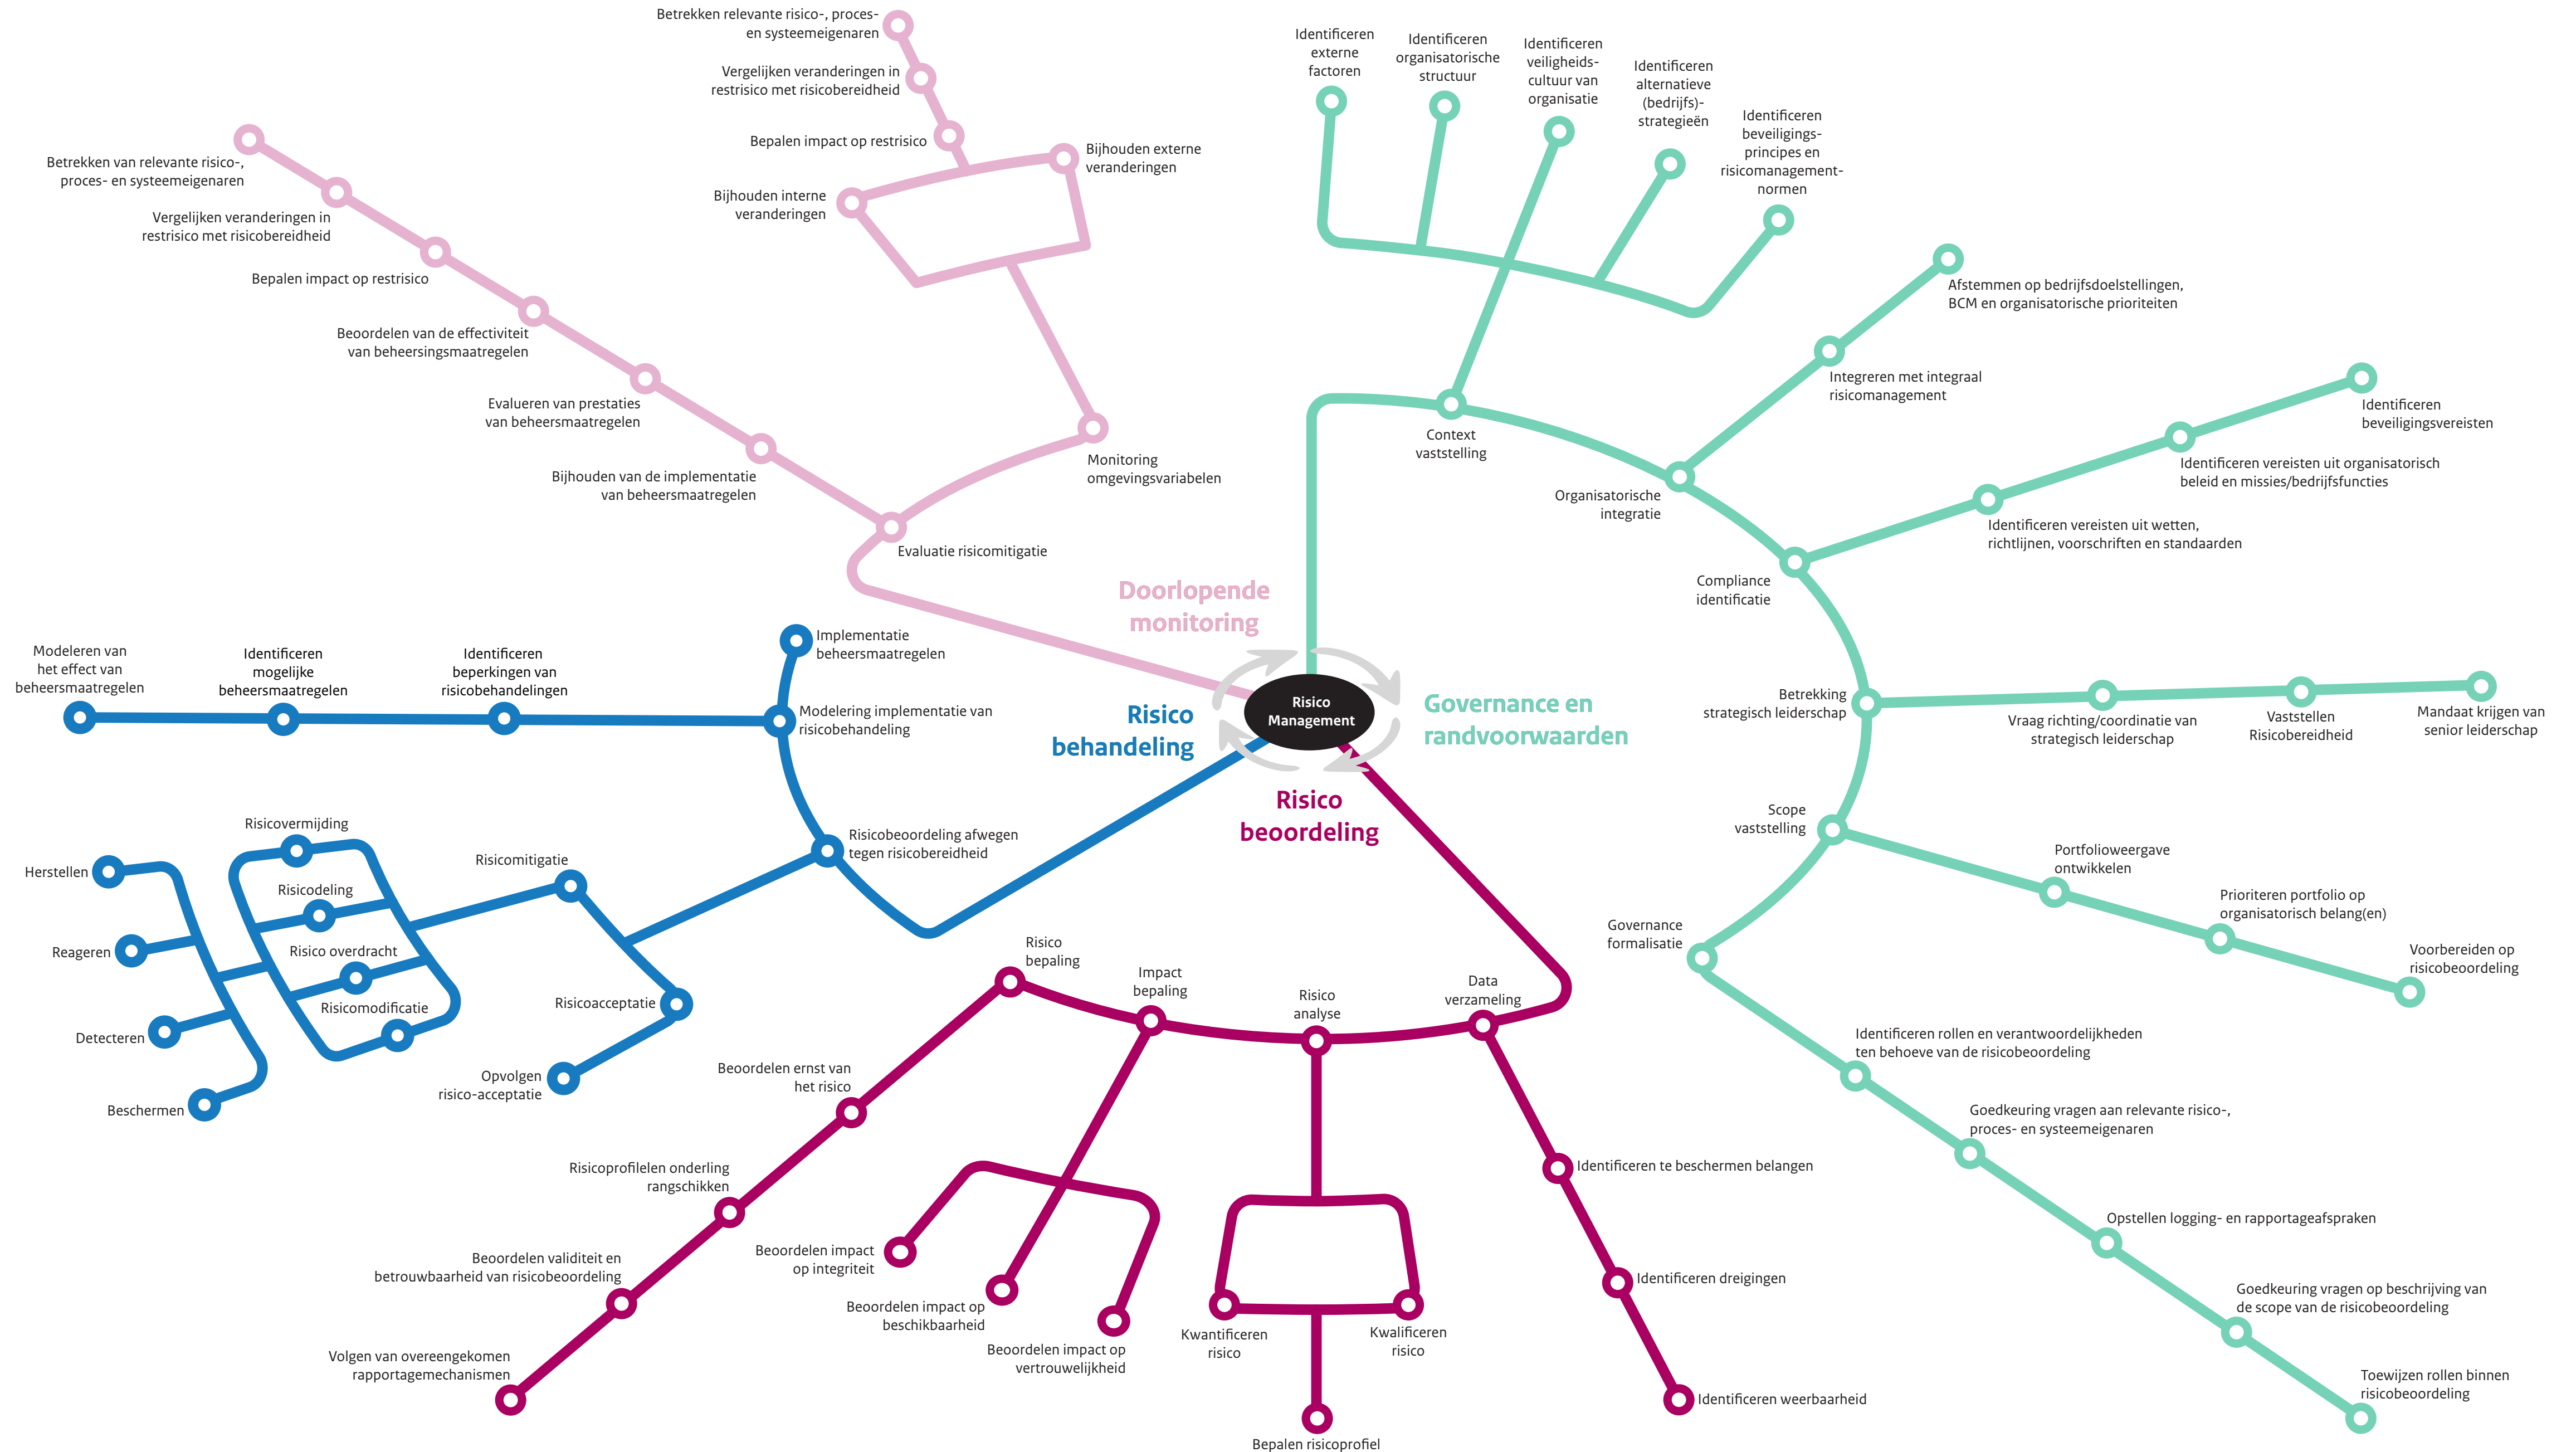 Betrekken relevante risico-, proces-
en systeemeigenaren
Vergelijken veranderingen in
restrisico met risicobereidheid
Bepalen impact op restrisico
Bijhouden externe
veranderingen
Bijhouden interne
veranderingen
Monitoring
omgevingsvariabelen
Betrekken van relevante risico-,
proces- en systeemeigenaren
Vergelijken veranderingen in
restrisico met risicobereidheid
Bepalen impact op restrisico
Beoordelen van de effectiviteit
van beheersingsmaatregelen
Evalueren van prestaties
van beheersmaatregelen
Bijhouden van de implementatie
van beheersmaatregelen
Evaluatie risicomitigatie
Doorlopende
monitoring
Identificeren
externe
factoren
Identificeren
organisatorische
structuur
Identificeren
veiligheids-
cultuur van
organisatie
Identificeren
alternatieve
(bedrijfs)-
strategieën
Identificeren
beveiligings-
principes en
risicomanagement-
normen
Context
vaststelling
Afstemmen op bedrijfsdoelstellingen,
BCM en organisatorische prioriteiten
Integreren met integraal
risicomanagement
Organisatorische
integratie
Identificeren
beveiligingsvereisten
Identificeren vereisten uit organisatorisch
beleid en missies/bedrijfsfuncties
Identificeren vereisten uit wetten,
richtlijnen, voorschriften en standaarden
Compliance
identificatie
Betrekking
strategisch leiderschap
Vraag richting/coordinatie van
strategisch leiderschap
Vaststellen
Risicobereidheid
Mandaat krijgen van
senior leiderschap
Governance en
randvoorwaarden
Risico
Management
Scope
vaststelling
Portfolioweergave
ontwikkelen
Prioriteren portfolio op
organisatorisch belang(en)
Voorbereiden op
risicobeoordeling
Governance
formalisatie
Identificeren rollen en verantwoordelijkheden
ten behoeve van de risicobeoordeling
Goedkeuring vragen aan relevante risico-,
proces- en systeemeigenaren
Opstellen logging- en rapportageafspraken
Goedkeuring vragen op beschrijving van
de scope van de risicobeoordeling
Toewijzen rollen binnen
risicobeoordeling
Risico
behandeling
Implementatie
beheersmaatregelen
Modelering implementatie van
risicobehandeling
Modeleren van
het effect van
beheersmaatregelen
Identificeren
mogelijke
beheersmaatregelen
Identificeren
beperkingen van
risicobehandelingen
Risicobeoordeling afwegen
tegen risicobereidheid
Risicomitigatie
Risicoacceptatie
Opvolgen
risico-acceptatie
Risicovermijding
Risicodeling
Risico overdracht
Risicomodificatie
Herstellen
Reageren
Detecteren
Beschermen
Risico
beoordeling
Risico
bepaling
Impact
bepaling
Risico
analyse
Data
verzameling
Beoordelen ernst van
het risico
Risicoprofilelen onderling
rangschikken
Beoordelen validiteit en
betrouwbaarheid van risicobeoordeling
Volgen van overeengekomen
rapportagemechanismen
Beoordelen impact
op integriteit
Beoordelen impact op
beschikbaarheid
Beoordelen impact op
vertrouwelijkheid
Kwantificeren
risico
Kwalificeren
risico
Bepalen risicoprofiel
Identificeren te beschermen belangen
Identificeren dreigingen
Identificeren weerbaarheid